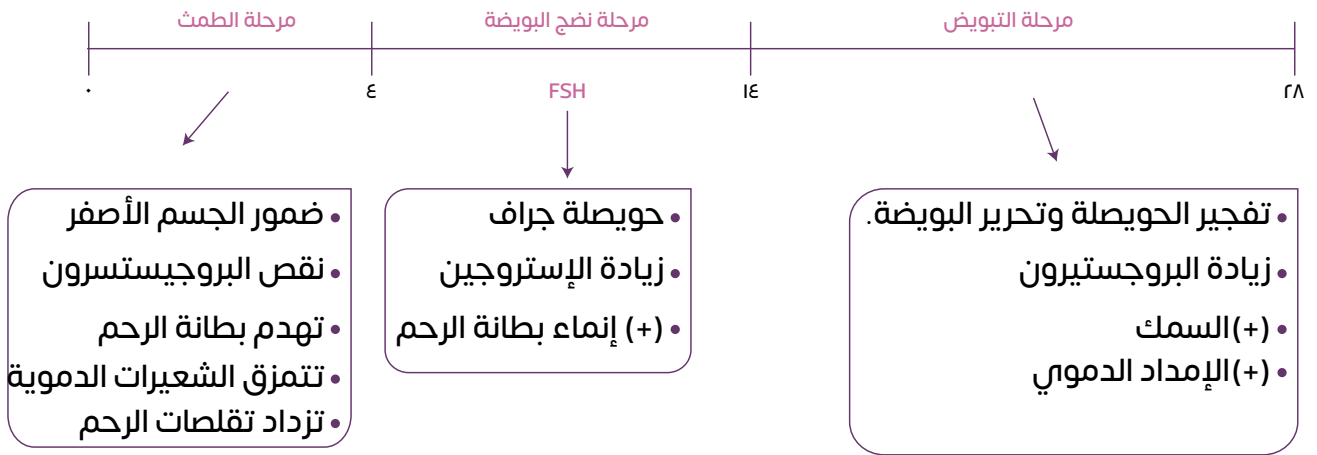 مرحلة الطمث
مرحلة نضج البويضة
مرحلة التبويض
٠
٤
FSH
١٤
٢٨
• ضمور الجسم الأصفر
• نقص البروجيستسرون
• تهدم بطانة الرحم
• تتمزق الشعيرات الدموية
• تزداد تقلصات الرحم
• حويصلة جراف
• زيادة الإستروجين
• (+) إنماء بطانة الرحم
• تفجير الحويصلة وتحرير البويضة.
• زيادة البروجستيرون
• (+)السمك
• (+)الإمداد الدموي